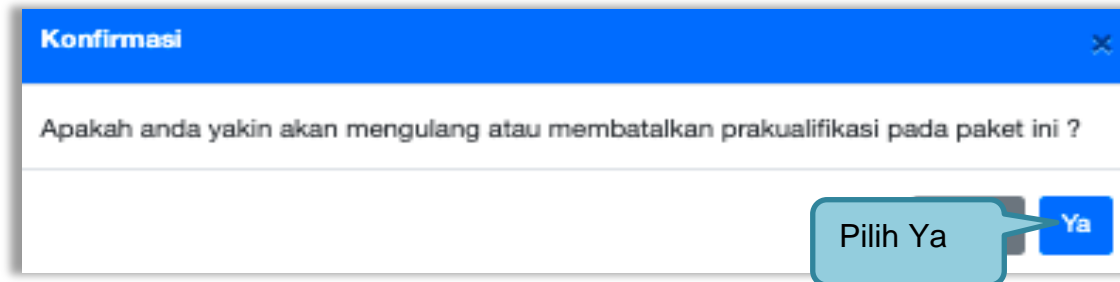 Konfirmasi
×
Apakah anda yakin akan mengulang atau membatalkan prakualifikasi pada paket ini ?
Pilih Ya
Ya